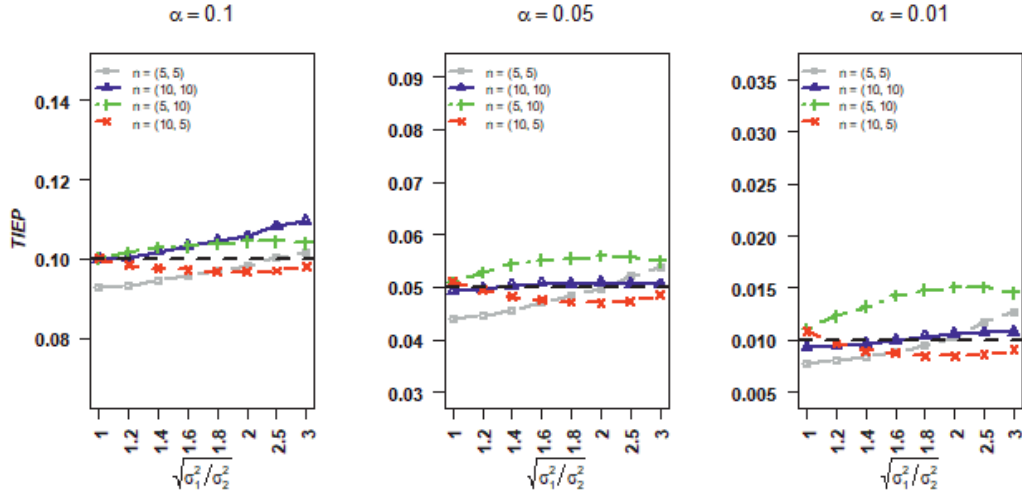 α = 0.1
α = 0.05
α = 0.01
TIEP
0.14
0.12
0.10
0.08
n = (5, 5)
n = (10, 10)
n = (5, 10)
n = (10, 5)
1 1.2 1.4 1.6 1.8 2 2.5 3
√σ₁²/σ₂²
0.09
0.08
0.07
0.06
0.05
0.04
0.03
n = (5, 5)
n = (10, 10)
n = (5, 10)
n = (10, 5)
1 1.2 1.4 1.6 1.8 2 2.5 3
√σ₁²/σ₂²
0.035
0.030
0.025
0.020
0.015
0.010
0.005
n = (5, 5)
n = (10, 10)
n = (5, 10)
n = (10, 5)
1 1.2 1.4 1.6 1.8 2 2.5 3
√σ₁²/σ₂²